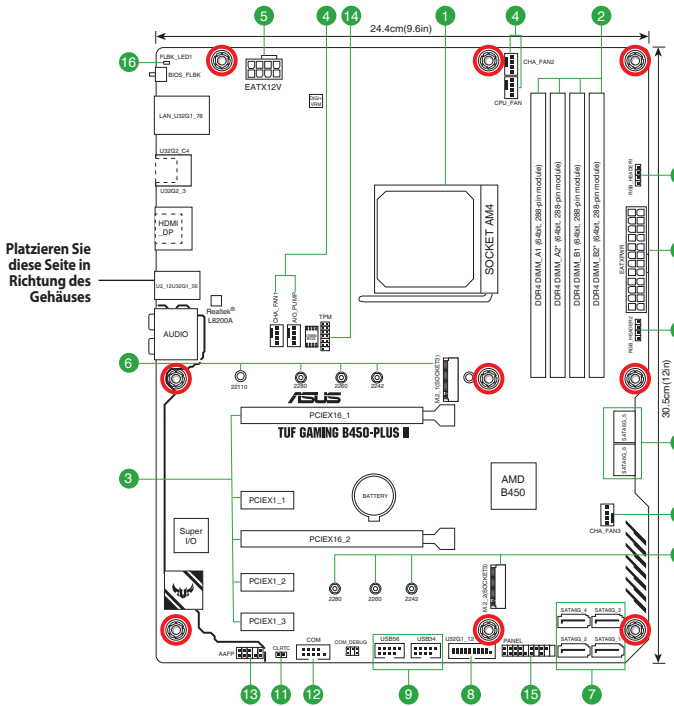 5
4
14
1
4
2
24.4cm(9.6in)
FLBK_LED1
16
BIOS_FLBK
EATX12V
CHA_FAN2
CPU_FAN
DIGI+
VRM
LAN_U32G1_78
U32G2_C4
U32G2_3
HDMI
_DP
SOCKET AM4
DDR4 DIMM_A1 (64bit, 288-pin module)
DDR4 DIMM_A2* (64bit, 288-pin module)
DDR4 DIMM_B1 (64bit, 288-pin module)
DDR4 DIMM_B2* (64bit, 288-pin module)
RGB_HEADER1
EATXPWR
RGB_HEADER2
30.5cm(12in)
Platzieren Sie
diese Seite in
Richtung des
Gehäuses
U2_12U32G1_56
Realtek®
L8200A
AUDIO
CHA_FAN1
AIO_PUMP
TPM
6
22110
2280
2260
2242
M.2_1(SOCKET3)
ASUS
PCIEX16_1
TUF GAMING B450-PLUS II
SATA6G_5
SATA6G_6
3
AMD
B450
PCIEX1_1
BATTERY
CHA_FAN3
Super
I/O
PCIEX16_2
PCIEX1_2
2280
2260
2242
M.2_2(SOCKET3)
PCIEX1_3
SATA6G_4
SATA6G_3
SATA6G_2
SATA6G_1
AAFP
CLRTC
COM
COM_DEBUG
USB56
USB34
U32G1_12
PANEL
13
11
12
9
8
15
7